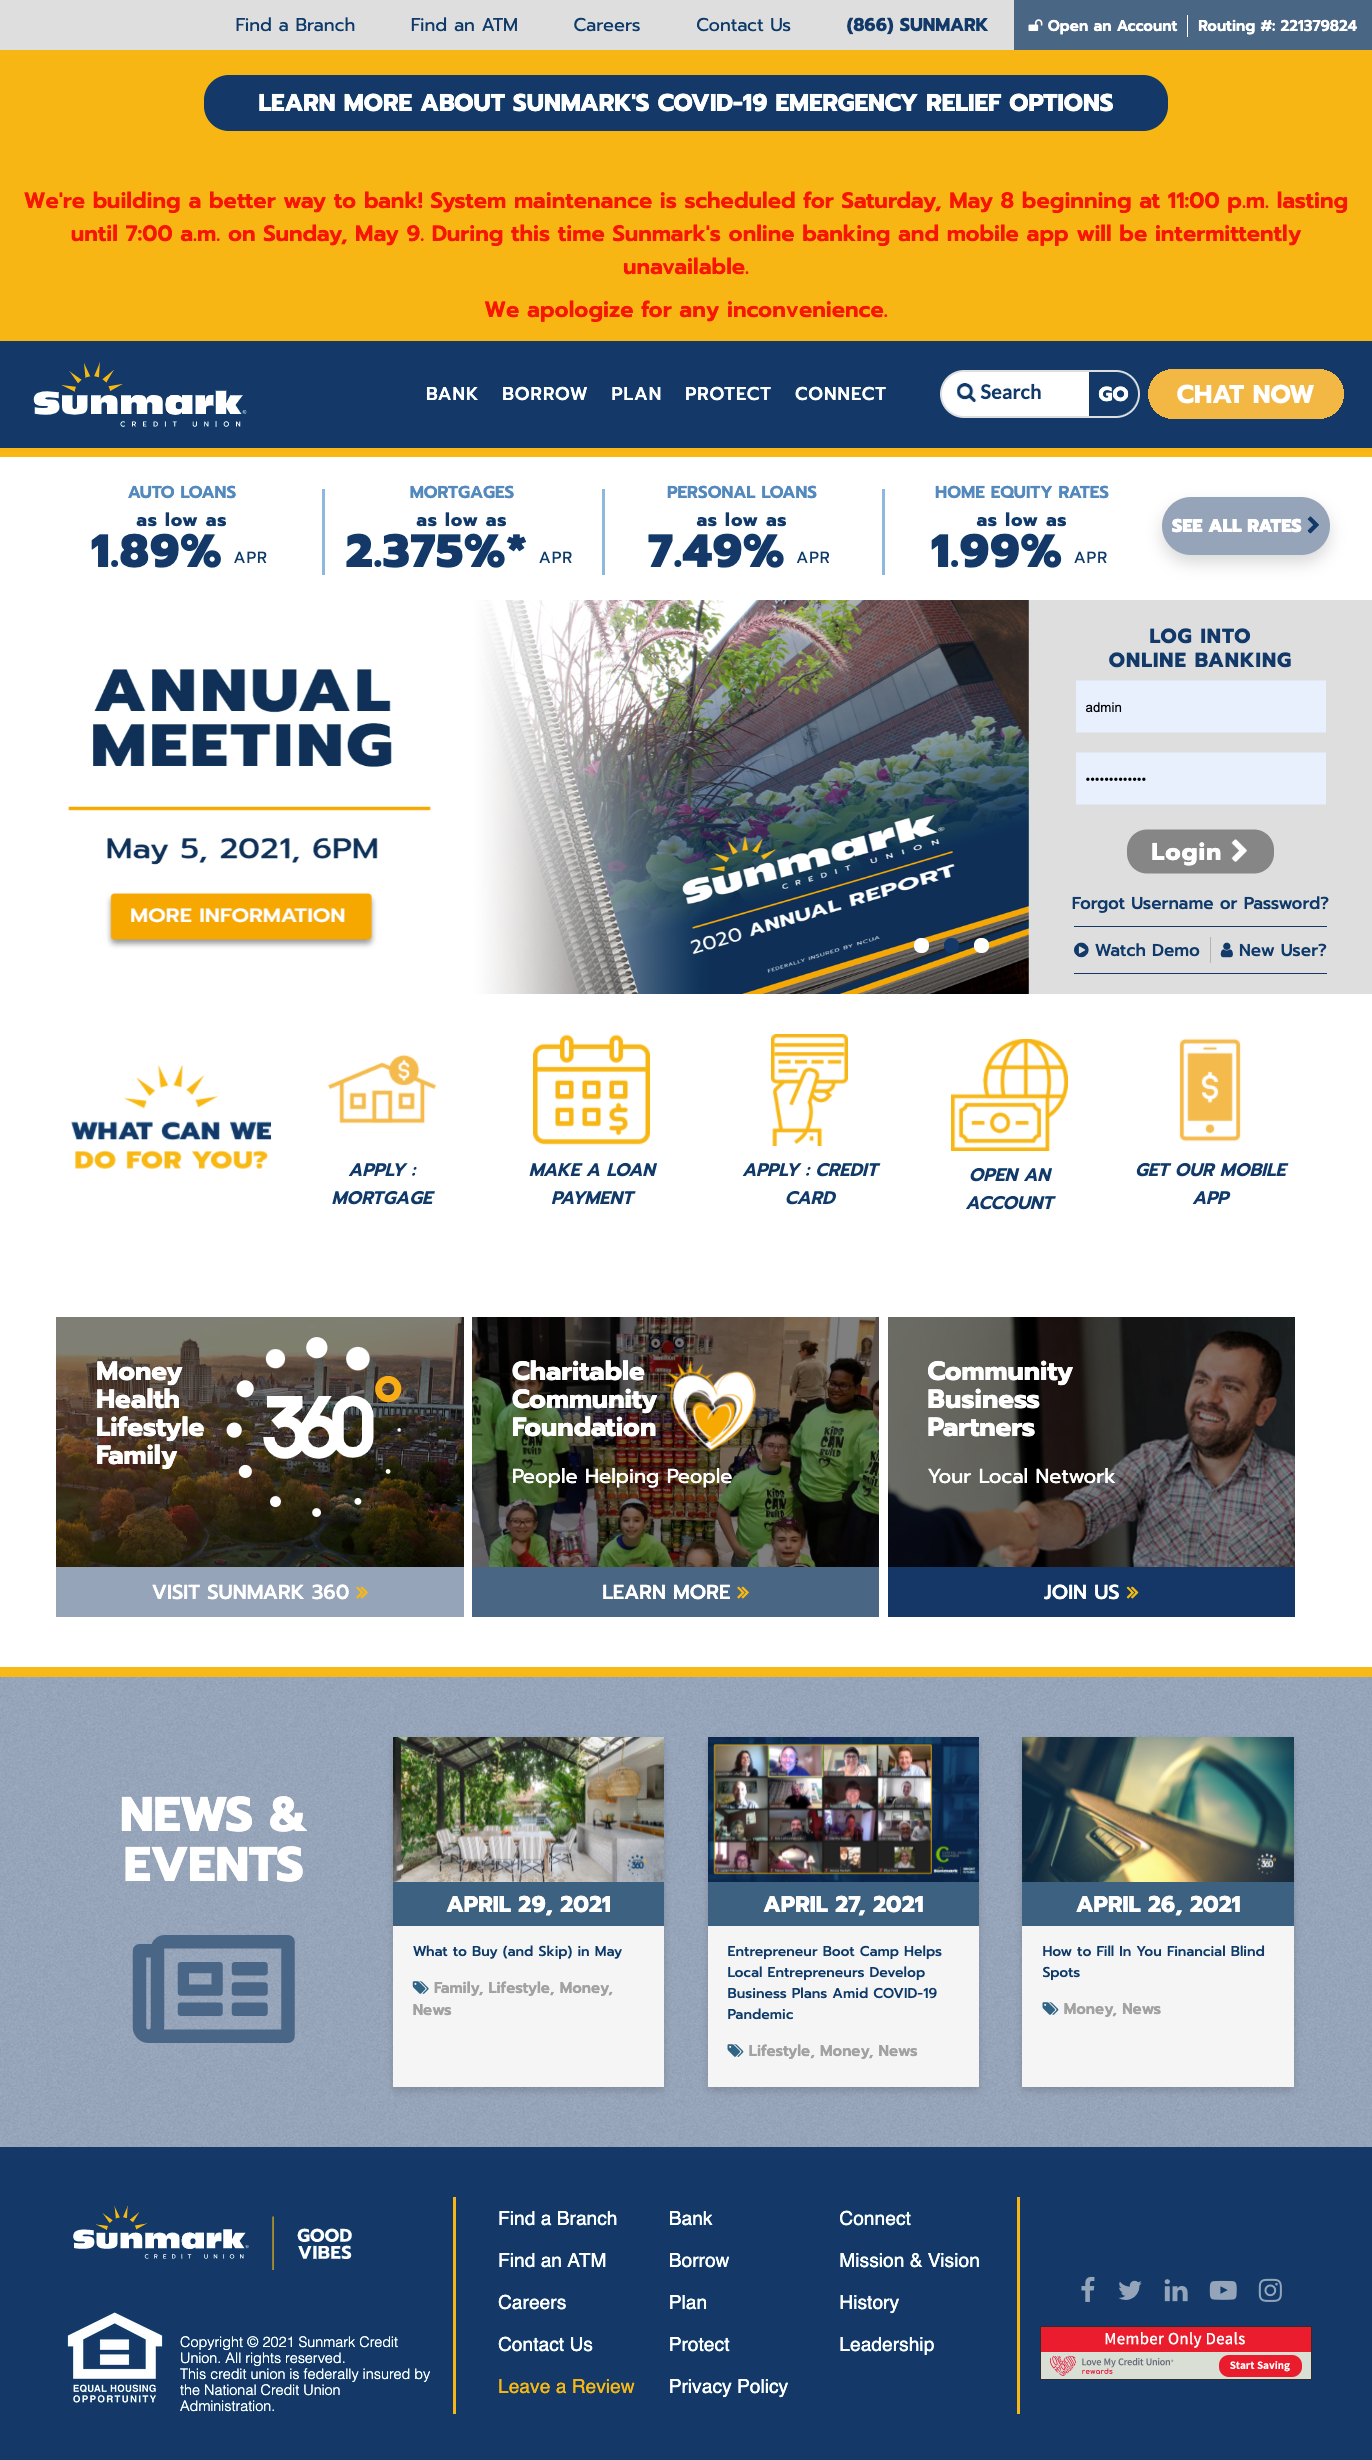 Find a Branch
Find an ATM
Careers
Contact Us
(866) SUNMARK
Open an Account
Routing #: 221379824
LEARN MORE ABOUT SUNMARK'S COVID-19 EMERGENCY RELIEF OPTIONS
We're building a better way to bank! System maintenance is scheduled for Saturday, May 8 beginning at 11:00 p.m. lasting
until 7:00 a.m. on Sunday, May 9. During this time Sunmark's online banking and mobile app will be intermittently
unavailable.
We apologize for any inconvenience.
Sunmark
CREDIT UNION
BANK
BORROW
PLAN
PROTECT
CONNECT
Search
GO
CHAT NOW
AUTO LOANS
as low as
1.89% APR
MORTGAGES
as low as
2.375%* APR
PERSONAL LOANS
as low as
7.49% APR
HOME EQUITY RATES
as low as
1.99% APR
SEE ALL RATES
ANNUAL
MEETING
May 5, 2021, 6PM
MORE INFORMATION
Sunmark
CREDIT UNION
2020 ANNUAL REPORT
FEDERALLY INSURED BY NCUA
LOG INTO
ONLINE BANKING
admin
•••••••••••••
Login
Forgot Username or Password?
Watch Demo
New User?
WHAT CAN WE
DO FOR YOU?
APPLY :
MORTGAGE
MAKE A LOAN
PAYMENT
APPLY : CREDIT
CARD
OPEN AN
ACCOUNT
GET OUR MOBILE
APP
Money
Health
Lifestyle
Family
360°
VISIT SUNMARK 360 »
Charitable
Community
Foundation
People Helping People
KIDS
CAN
BUILD
LEARN MORE »
Community
Business
Partners
Your Local Network
JOIN US »
NEWS &
EVENTS
360
APRIL 29, 2021
What to Buy (and Skip) in May
Family, Lifestyle, Money,
News
Sunmark
APRIL 27, 2021
Entrepreneur Boot Camp Helps
Local Entrepreneurs Develop
Business Plans Amid COVID-19
Pandemic
Lifestyle, Money, News
360
APRIL 26, 2021
How to Fill In You Financial Blind
Spots
Money, News
Sunmark
CREDIT UNION
GOOD
VIBES
EQUAL HOUSING
OPPORTUNITY
Copyright © 2021 Sunmark Credit
Union. All rights reserved.
This credit union is federally insured by
the National Credit Union
Administration.
Find a Branch
Find an ATM
Careers
Contact Us
Leave a Review
Bank
Borrow
Plan
Protect
Privacy Policy
Connect
Mission & Vision
History
Leadership
Member Only Deals
Love My Credit Union
rewards
Start Saving